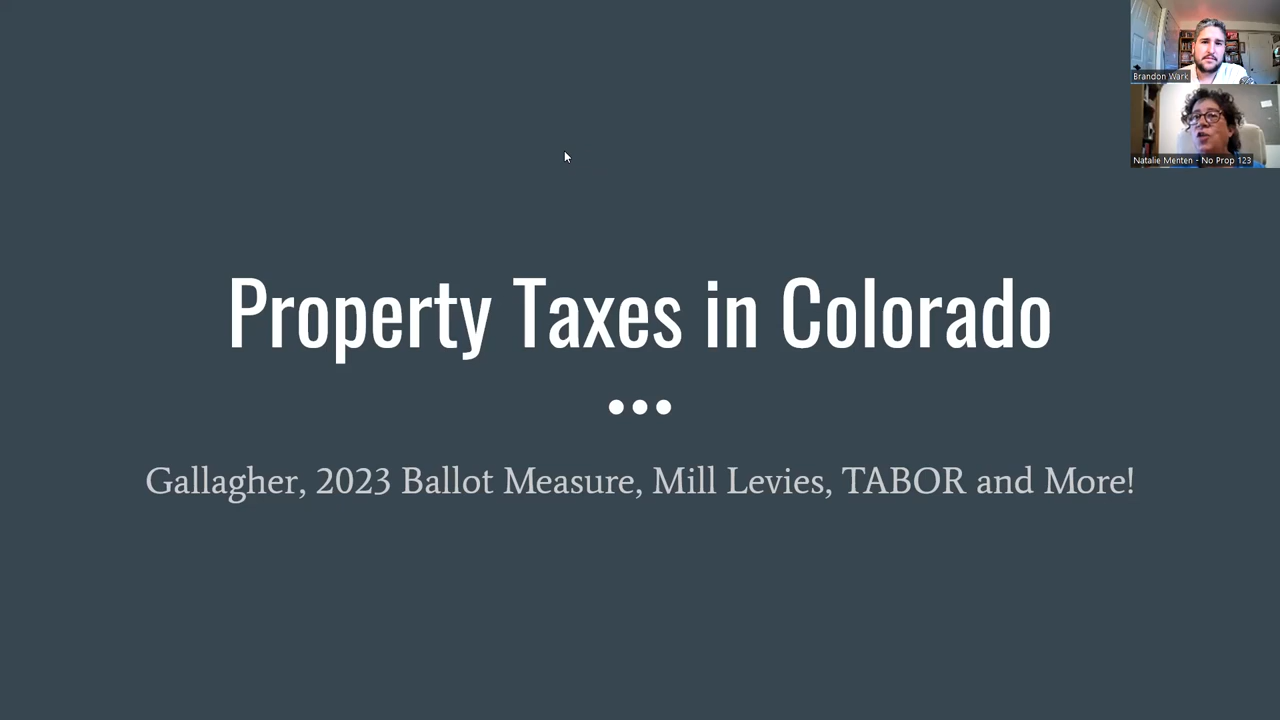 Brandon Wark
Natalie Menten - No Prop 123
Property Taxes in Colorado
Gallagher, 2023 Ballot Measure, Mill Levies, TABOR and More!